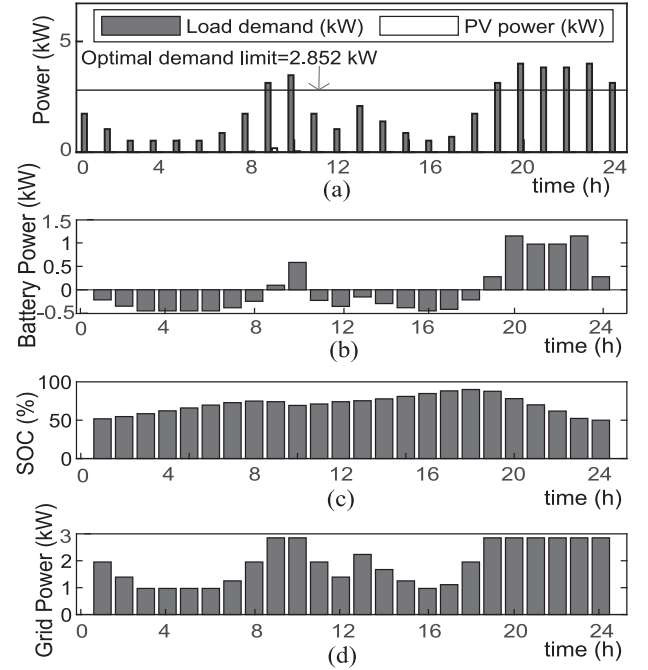 Load demand (kW) PV power (kW)
Optimal demand limit=2.852 kW
Power (kW)
5
0
0 4 8 12 16 20 24
time (h)
(a)
Battery Power (kW)
1.5
1
0.5
0
-0.5
0 4 8 12 16 20 24
time (h)
(b)
SOC (%)
100
50
0
0 4 8 12 16 20 24
time (h)
(c)
Grid Power (kW)
3
2
1
0
0 4 8 12 16 20 24
time (h)
(d)